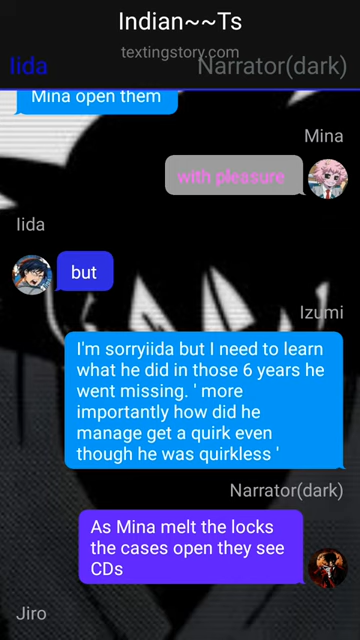 Indian~~Ts
textingstory.com
Iida
Narrator(dark)
Mina open them
Mina
with pleasure
Iida
but
Izumi
I'm sorryiida but I need to learn
what he did in those 6 years he
went missing. ' more
importantly how did he
manage get a quirk even
though he was quirkless '
Narrator(dark)
As Mina melt the locks
the cases open they see
CDs
Jiro